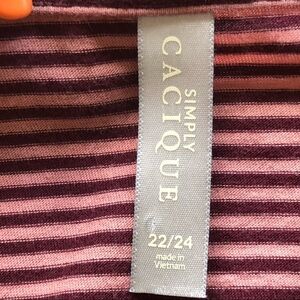 SIMPLY
CACIQUE
22/24
made in
Vietnam